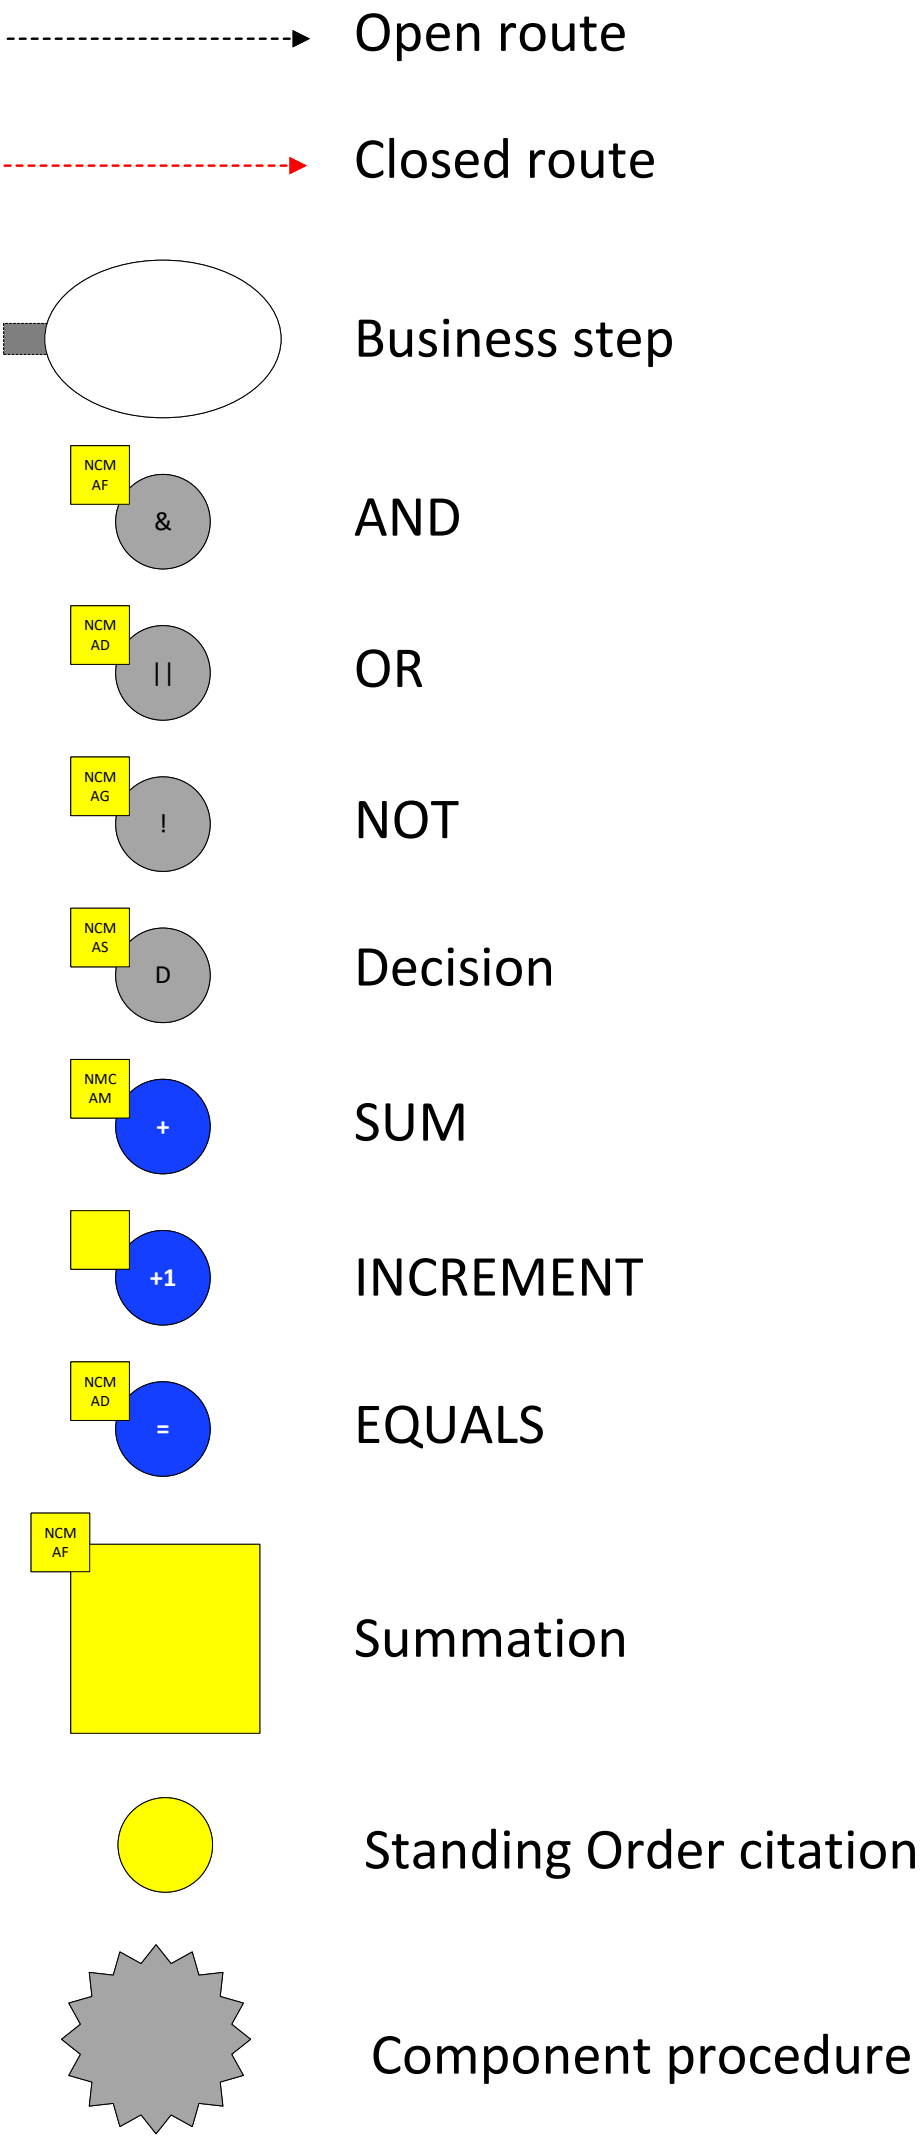 Open route
Closed route
Business step
NCM
AF
&
AND
NCM
AD
||
OR
NCM
AG
!
NOT
NCM
AS
D
Decision
NMC
AM
+
SUM
+1
INCREMENT
NCM
AD
=
EQUALS
NCM
AF
Summation
Standing Order citation
Component procedure